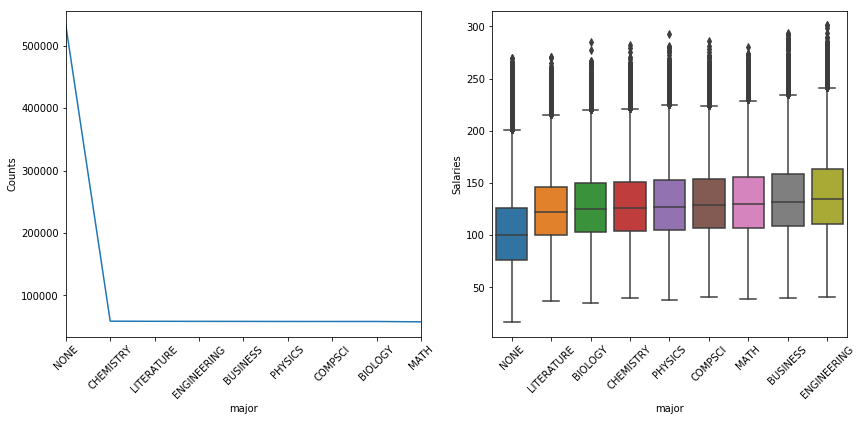 500000
400000
300000
200000
100000
Counts
NONE
CHEMISTRY
LITERATURE
ENGINEERING
BUSINESS
PHYSICS
COMPSCI
BIOLOGY
MATH
major
300
250
200
150
100
50
Salaries
NONE
LITERATURE
BIOLOGY
CHEMISTRY
PHYSICS
COMPSCI
MATH
BUSINESS
ENGINEERING
major